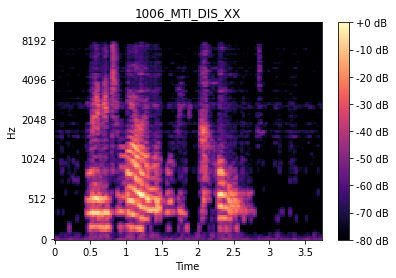 1006_MTI_DIS_XX
+0 dB
8192
-10 dB
4096
-20 dB
-30 dB
2048
Hz
-40 dB
1024
-50 dB
512
-60 dB
-70 dB
0
-80 dB
0 0.5 1 1.5 2 2.5 3 3.5
Time